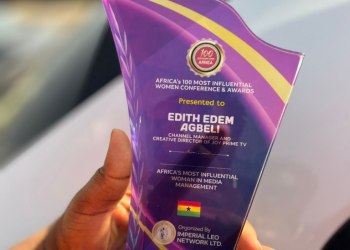 100
AFRICA
AFRICA's 100 MOST INFLUENTIAL
WOMEN CONFERENCE & AWARDS
Presented to
EDITH EDEM
AGBELI
CHANNEL MANAGER AND
CREATIVE DIRECTOR OF JOY PRIME TV
AFRICA'S MOST INFLUENTIAL
WOMAN IN MEDIA
MANAGEMENT
Organized By
IMPERIAL LEO
NETWORK LTD.